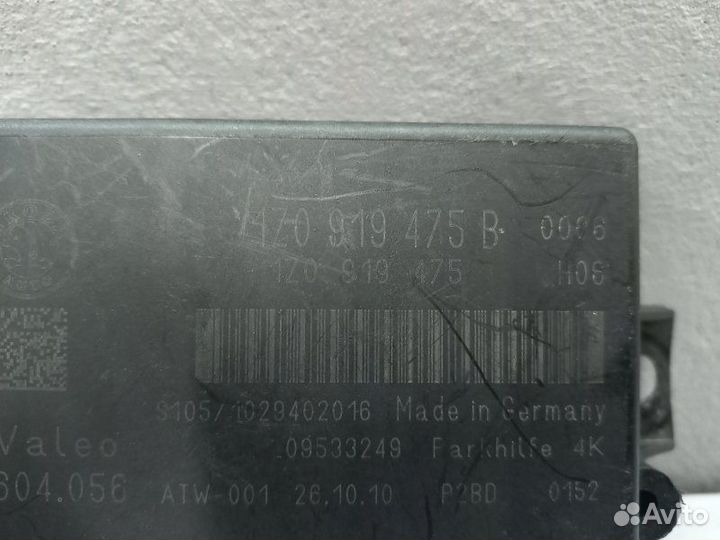 1Z0 919 475 B 0006
1Z0 919 475 H06
S105/1029402016 Made in Germany
Valeo .09533249 Parkhilfe 4K
604.056 ATW-001 26.10.10 P2BD 0152
Avito